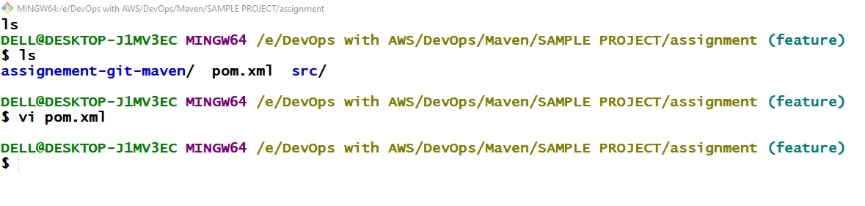 MINGW64:/e/DevOps with AWS/DevOps/Maven/SAMPLE PROJECT/assignment
ls
DELL@DESKTOP-J1MV3EC MINGW64 /e/DevOps with AWS/DevOps/Maven/SAMPLE PROJECT/assignment (feature)
$ ls
assignement-git-maven/  pom.xml  src/
DELL@DESKTOP-J1MV3EC MINGW64 /e/DevOps with AWS/DevOps/Maven/SAMPLE PROJECT/assignment (feature)
$ vi pom.xml
DELL@DESKTOP-J1MV3EC MINGW64 /e/DevOps with AWS/DevOps/Maven/SAMPLE PROJECT/assignment (feature)
$